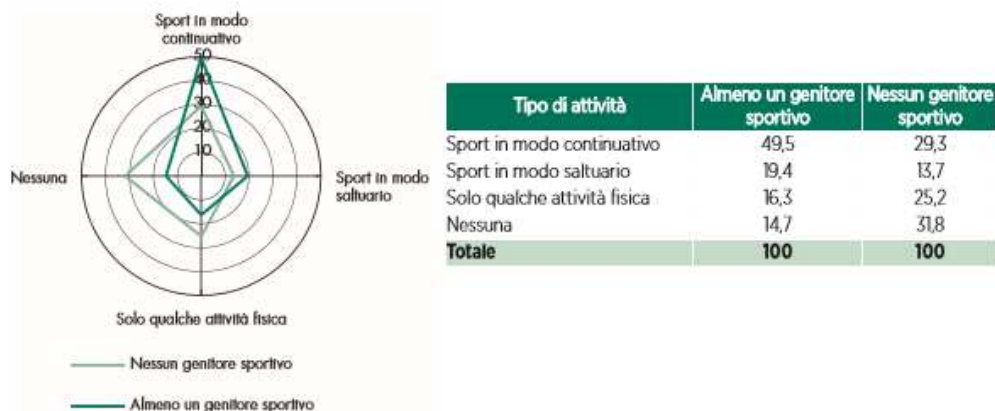 Sport in modo
continuativo
50
40
30
20
10
Nessuna
Sport in modo
saltuario
Solo qualche attività fisica
Nessun genitore sportivo
Almeno un genitore sportivo
Tipo di attività Almeno un genitore sportivo Nessun genitore sportivo
Sport in modo continuativo 49,5 29,3
Sport in modo saltuario 19,4 13,7
Solo qualche attività fisica 16,3 25,2
Nessuna 14,7 31,8
Totale 100 100